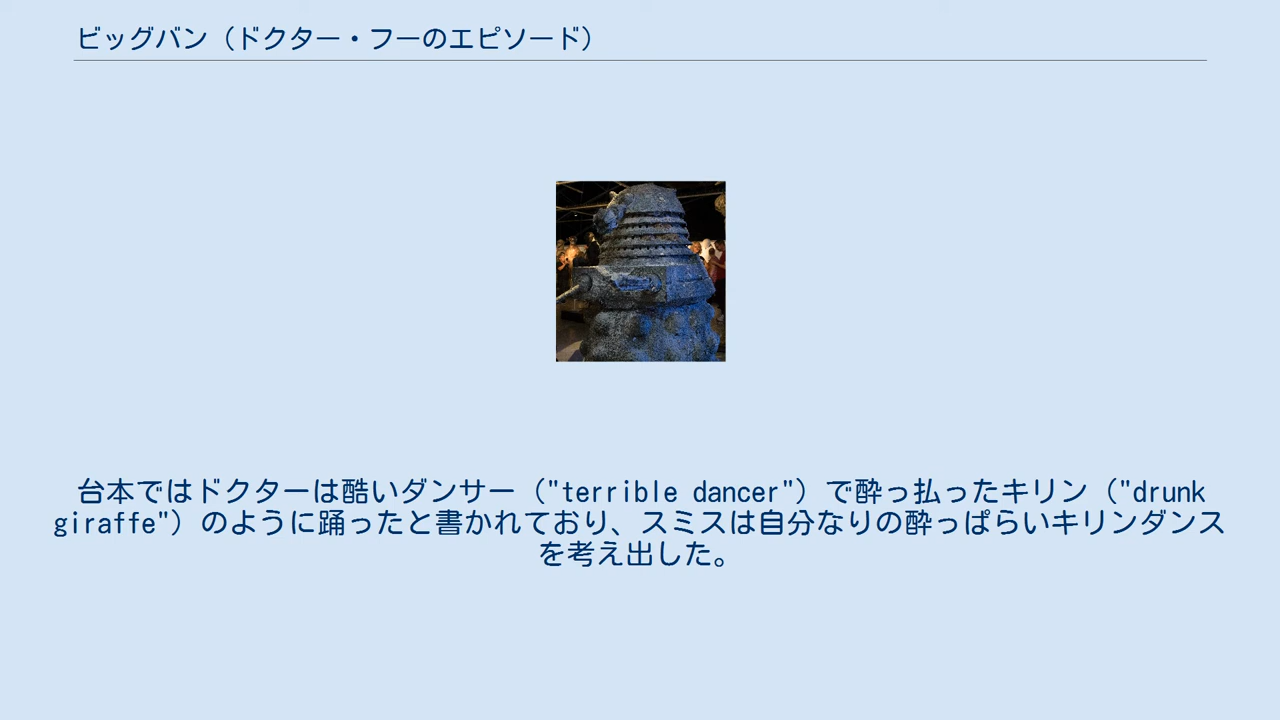 ビッグバン（ドクター・フーのエピソード）
台本ではドクターは酷いダンサー（"terrible dancer"）で酔っ払ったキリン（"drunk
giraffe"）のように踊ったと書かれており、スミスは自分なりの酔っぱらいキリンダンス
を考え出した。